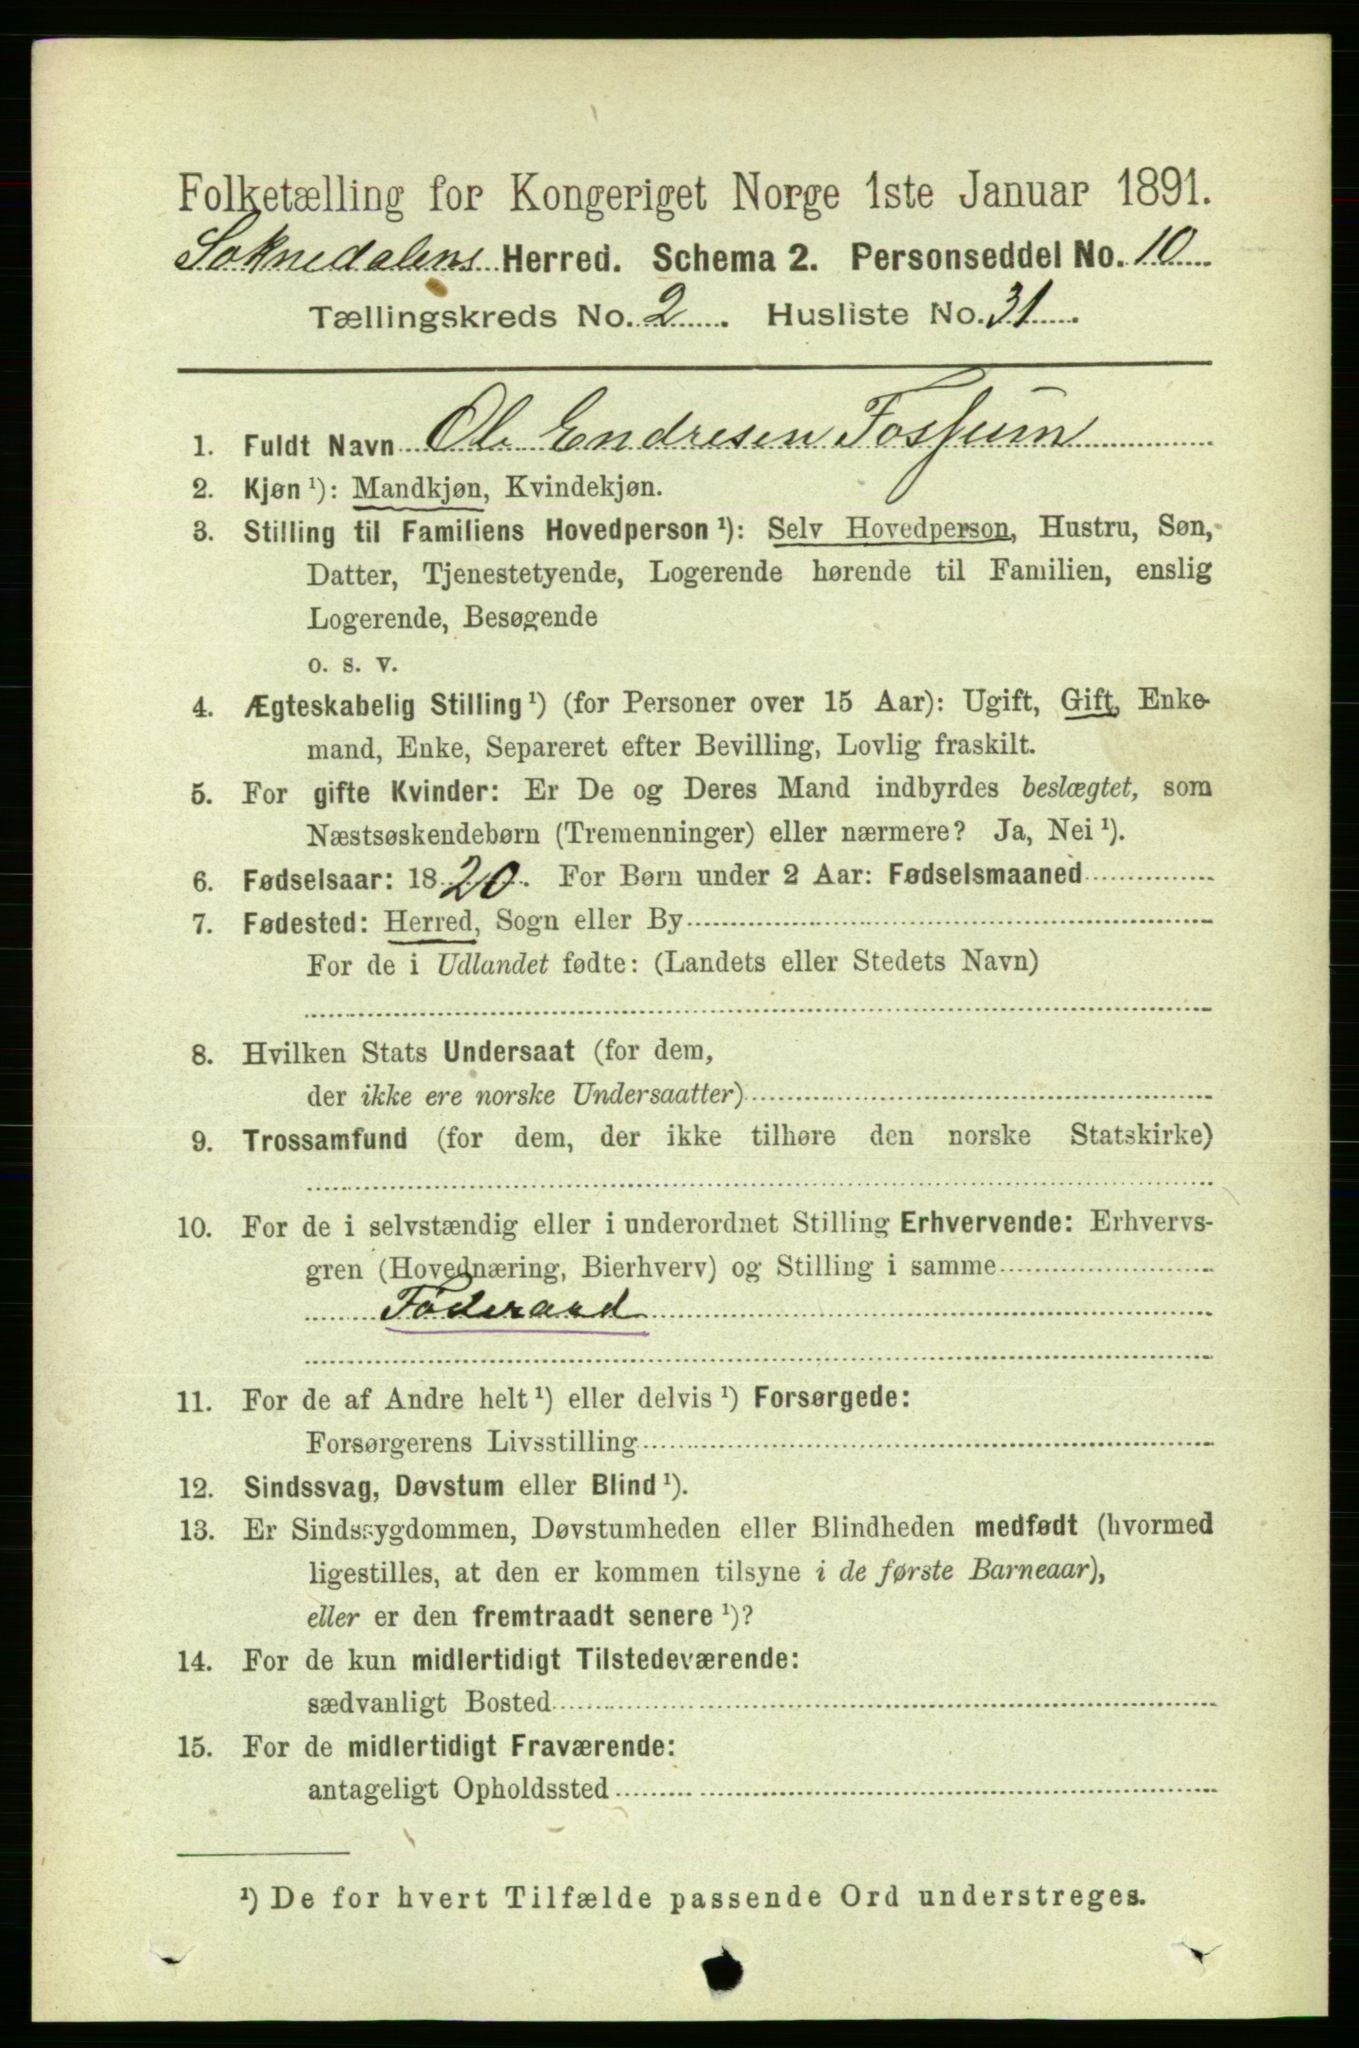 Folketælling for Kongeriget Norge 1ste Januar 1891.
Soknedalens Herred. Schema 2. Personseddel No. 10
Tællingskreds No. 2. Husliste No. 31.
1. Fuldt Navn Ole Endresen Fossum
2. Kjøn ¹): Mandkjøn, Kvindekjøn.
3. Stilling til Familiens Hovedperson ¹): Selv Hovedperson, Hustru, Søn,
Datter, Tjenestetyende, Logerende hørende til Familien, enslig
Logerende, Besøgende
o. s. v.
4. Ægteskabelig Stilling ¹) (for Personer over 15 Aar): Ugift, Gift, Enke-
mand, Enke, Separeret efter Bevilling, Lovlig fraskilt.
5. For gifte Kvinder: Er De og Deres Mand indbyrdes beslægtet, som
Næstsøskendebørn (Tremenninger) eller nærmere? Ja, Nei ¹).
6. Fødselsaar: 1820. For Børn under 2 Aar: Fødselsmaaned
7. Fødested: Herred, Sogn eller By
For de i Udlandet fødte: (Landets eller Stedets Navn)
8. Hvilken Stats Undersaat (for dem,
der ikke ere norske Undersaatter)
9. Trossamfund (for dem, der ikke tilhøre den norske Statskirke)
10. For de i selvstændig eller i underordnet Stilling Erhvervende: Erhvervs-
gren (Hovednæring, Bierhverv) og Stilling i samme
Föderaad
11. For de af Andre helt ¹) eller delvis ¹) Forsørgede:
Forsørgerens Livsstilling
12. Sindssvag, Døvstum eller Blind ¹).
13. Er Sindssygdommen, Døvstumheden eller Blindheden medfødt (hvormed
ligestilles, at den er kommen tilsyne i de første Barneaar),
eller er den fremtraadt senere ¹)?
14. For de kun midlertidigt Tilstedeværende:
sædvanligt Bosted
15. For de midlertidigt Fraværende:
antageligt Opholdssted
¹) De for hvert Tilfælde passende Ord understreges.